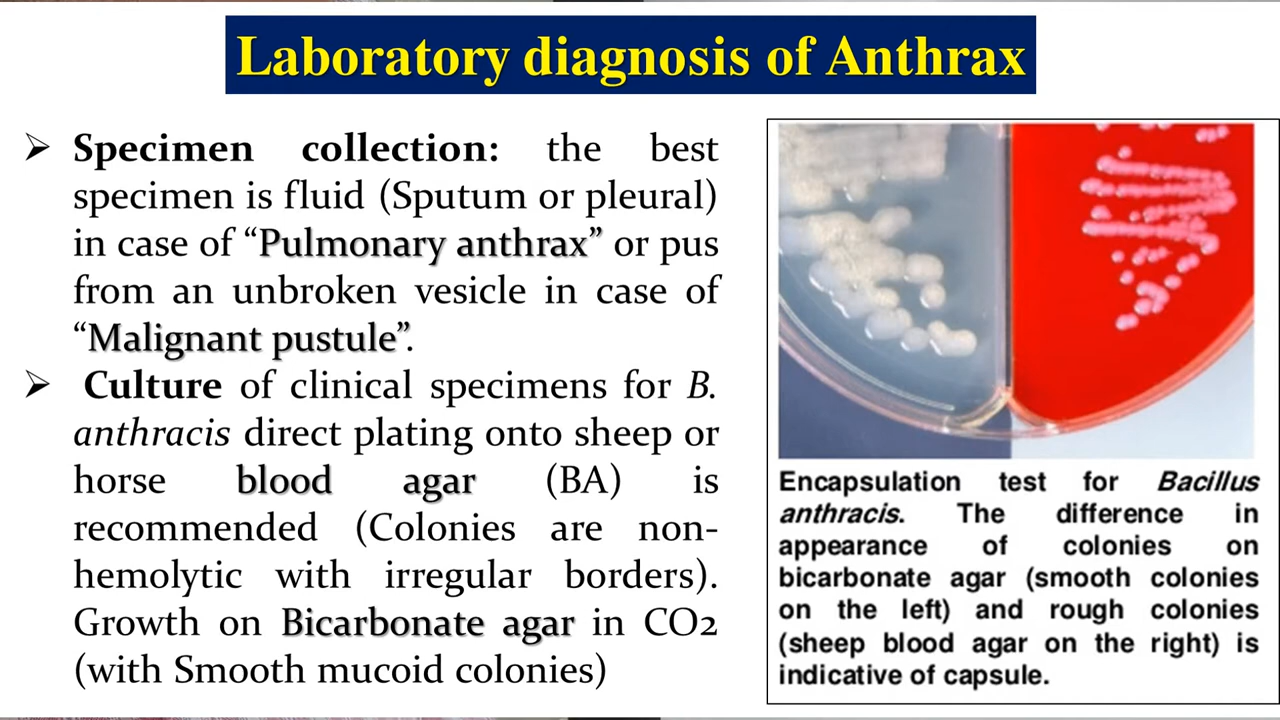 Laboratory diagnosis of Anthrax
➢ Specimen collection: the best
specimen is fluid (Sputum or pleural)
in case of “Pulmonary anthrax” or pus
from an unbroken vesicle in case of
“Malignant pustule”.
➢ Culture of clinical specimens for B.
anthracis direct plating onto sheep or
horse blood agar (BA) is
recommended (Colonies are non-
hemolytic with irregular borders).
Growth on Bicarbonate agar in CO2
(with Smooth mucoid colonies)
Encapsulation test for Bacillus
anthracis. The difference in
appearance of colonies on
bicarbonate agar (smooth colonies
on the left) and rough colonies
(sheep blood agar on the right) is
indicative of capsule.